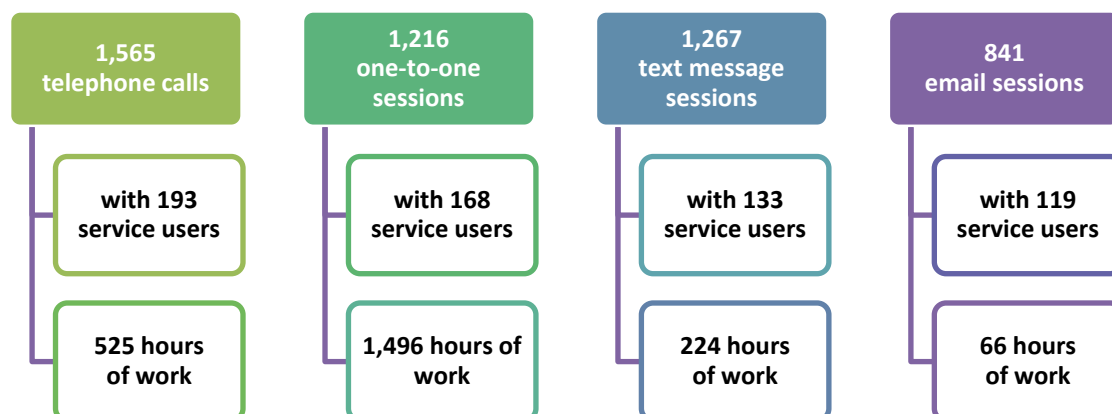 1,565
telephone calls
with 193
service users
525 hours
of work
1,216
one-to-one
sessions
with 168
service users
1,496 hours of
work
1,267
text message
sessions
with 133
service users
224 hours
of work
841
email sessions
with 119
service users
66 hours
of work